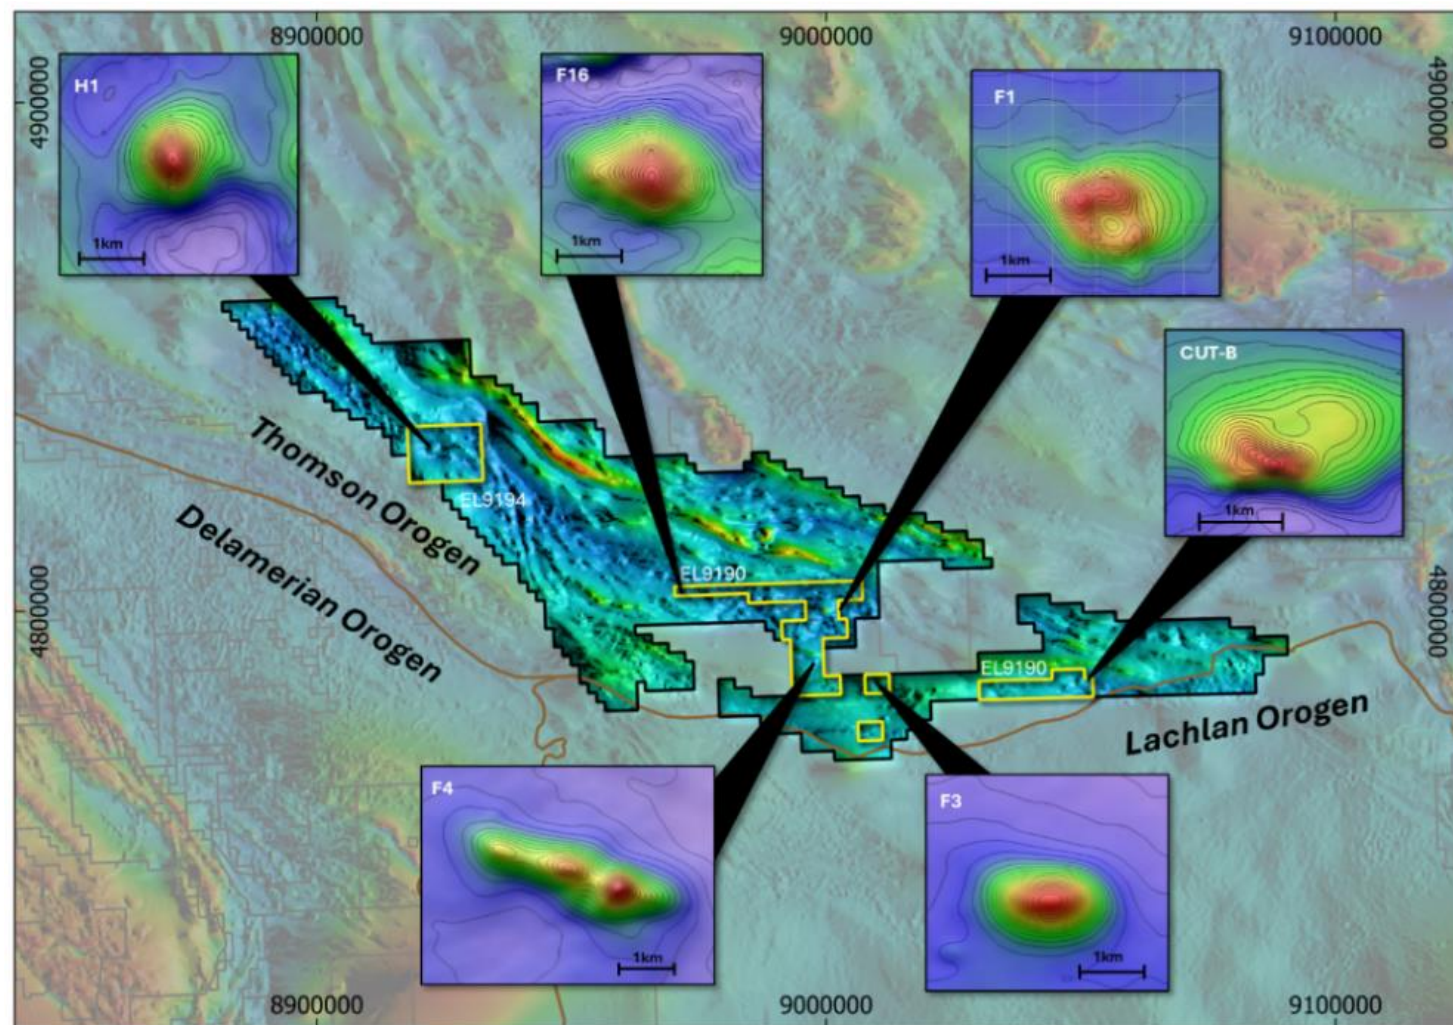 8900000
9000000
9100000
4900000
4900000
H1
1km
F16
1km
F1
1km
CUT-B
1km
Thomson Orogen
Delamerian Orogen
EL9194
EL9190
EL9190
4800000
4800000
Lachlan Orogen
F4
1km
F3
1km
8900000
9000000
9100000